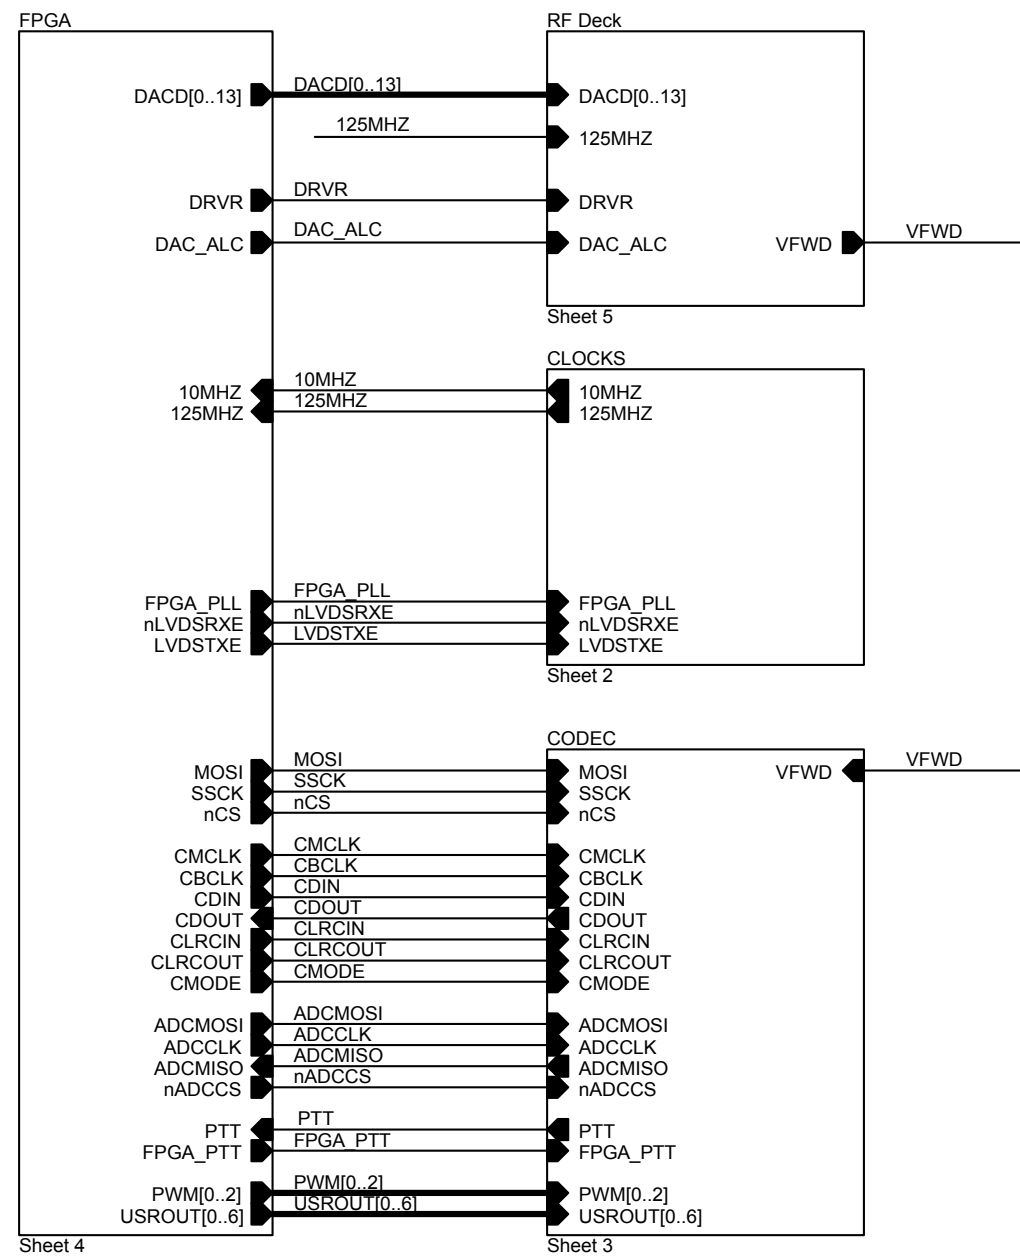 FPGA
RF Deck
DACD[0..13] DACD[0..13] DACD[0..13]
125MHZ 125MHZ
DRVR DRVR DRVR
DAC_ALC DAC_ALC DAC_ALC VFWD VFWD
Sheet 5
CLOCKS
10MHZ 10MHZ 10MHZ
125MHZ 125MHZ 125MHZ
FPGA_PLL FPGA_PLL FPGA_PLL
nLVDSRXE nLVDSRXE nLVDSRXE
LVDSTXE LVDSTXE LVDSTXE
Sheet 2
CODEC
MOSI MOSI MOSI VFWD VFWD
SSCK SSCK SSCK
nCS nCS nCS
CMCLK CMCLK CMCLK
CBCLK CBCLK CBCLK
CDIN CDIN CDIN
CDOUT CDOUT CDOUT
CLRCIN CLRCIN CLRCIN
CLRCOUT CLRCOUT CLRCOUT
CMODE CMODE CMODE
ADCMOSI ADCMOSI ADCMOSI
ADCCLK ADCCLK ADCCLK
ADCMISO ADCMISO ADCMISO
nADCCS nADCCS nADCCS
PTT PTT PTT
FPGA_PTT FPGA_PTT FPGA_PTT
PWM[0..2] PWM[0..2] PWM[0..2]
USROUT[0..6] USROUT[0..6] USROUT[0..6]
Sheet 4
Sheet 3